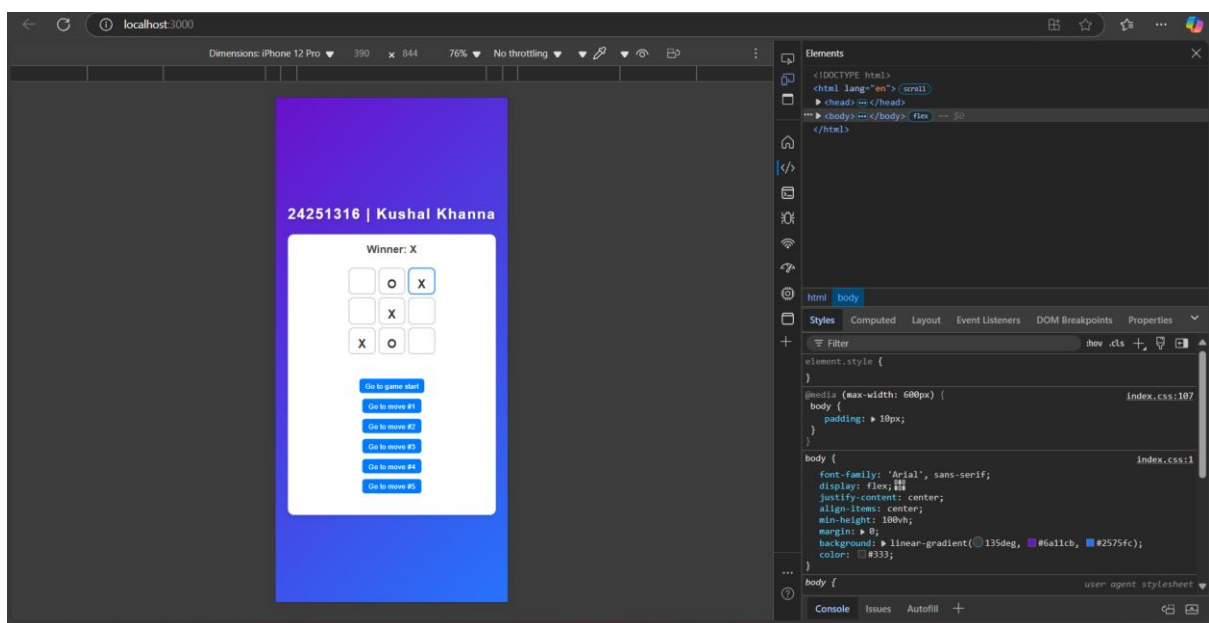 localhost:3000
Dimensions: iPhone 12 Pro ▼ 390 x 844 76% ▼ No throttling ▼
24251316 | Kushal Khanna
Winner: X
O X
X
X O
Go to game start
Go to move #1
Go to move #2
Go to move #3
Go to move #4
Go to move #5
Elements
<!DOCTYPE html>
<html lang="en"> scroll
▶ <head> ⋯ </head>
⋯ ▶ <body> ⋯ </body> flex == $0
</html>
html body
Styles Computed Layout Event Listeners DOM Breakpoints Properties
Filter :hov .cls
element.style {
}
@media (max-width: 600px) { index.css:107
body {
padding: ▶ 10px;
}
}
body { index.css:1
font-family: 'Arial', sans-serif;
display: flex;
justify-content: center;
align-items: center;
min-height: 100vh;
margin: ▶ 0;
background: ▶ linear-gradient(135deg, #6a11cb, #2575fc);
color: #333;
}
body { user agent stylesheet
Console Issues Autofill